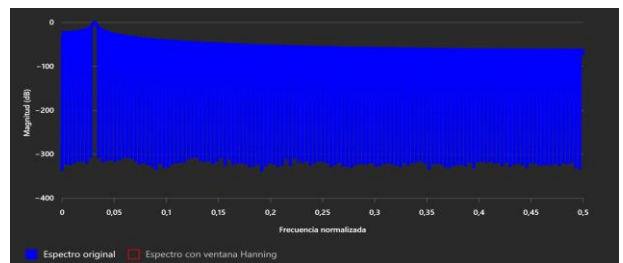 0
−100
−200
−300
−400
Magnitud (dB)
0 0,05 0,1 0,15 0,2 0,25 0,3 0,35 0,4 0,45 0,5
Frecuencia normalizada
Espectro original Espectro con ventana Hanning